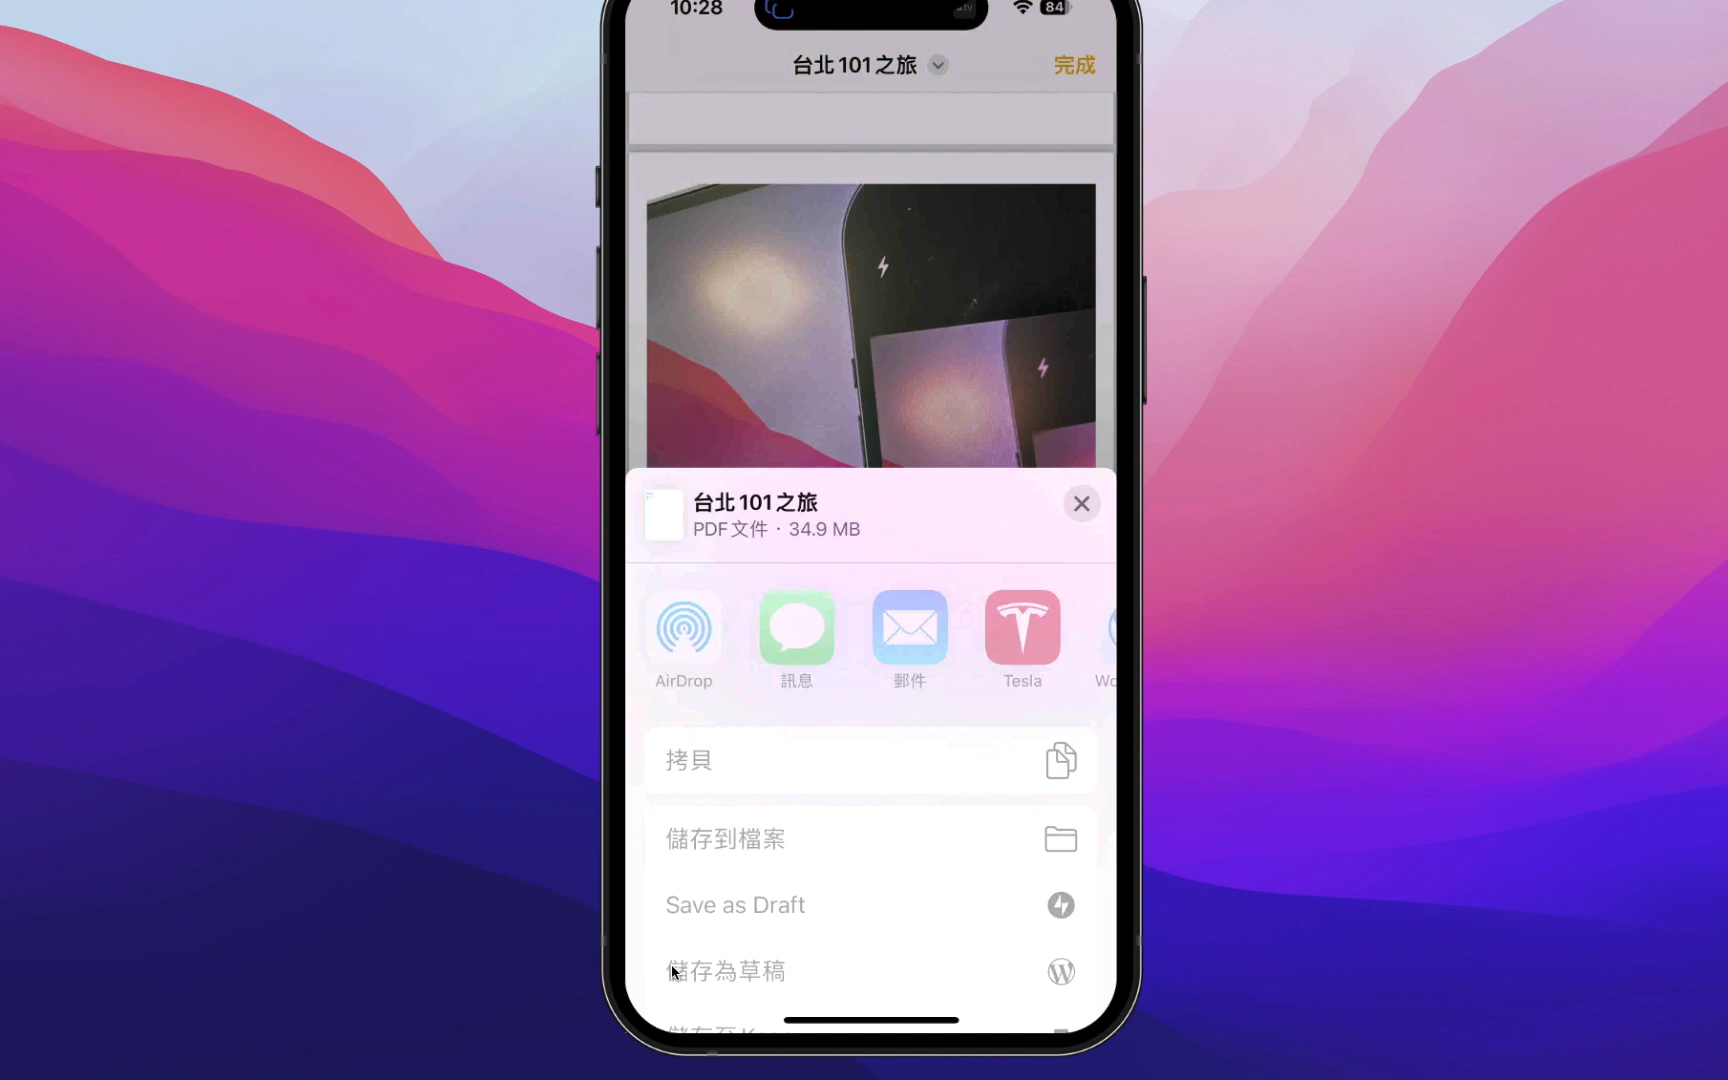 10:28
84
台北 101 之旅
完成
台北 101 之旅
PDF 文件 · 34.9 MB
AirDrop
訊息
郵件
Tesla
拷貝
儲存到檔案
Save as Draft
儲存為草稿